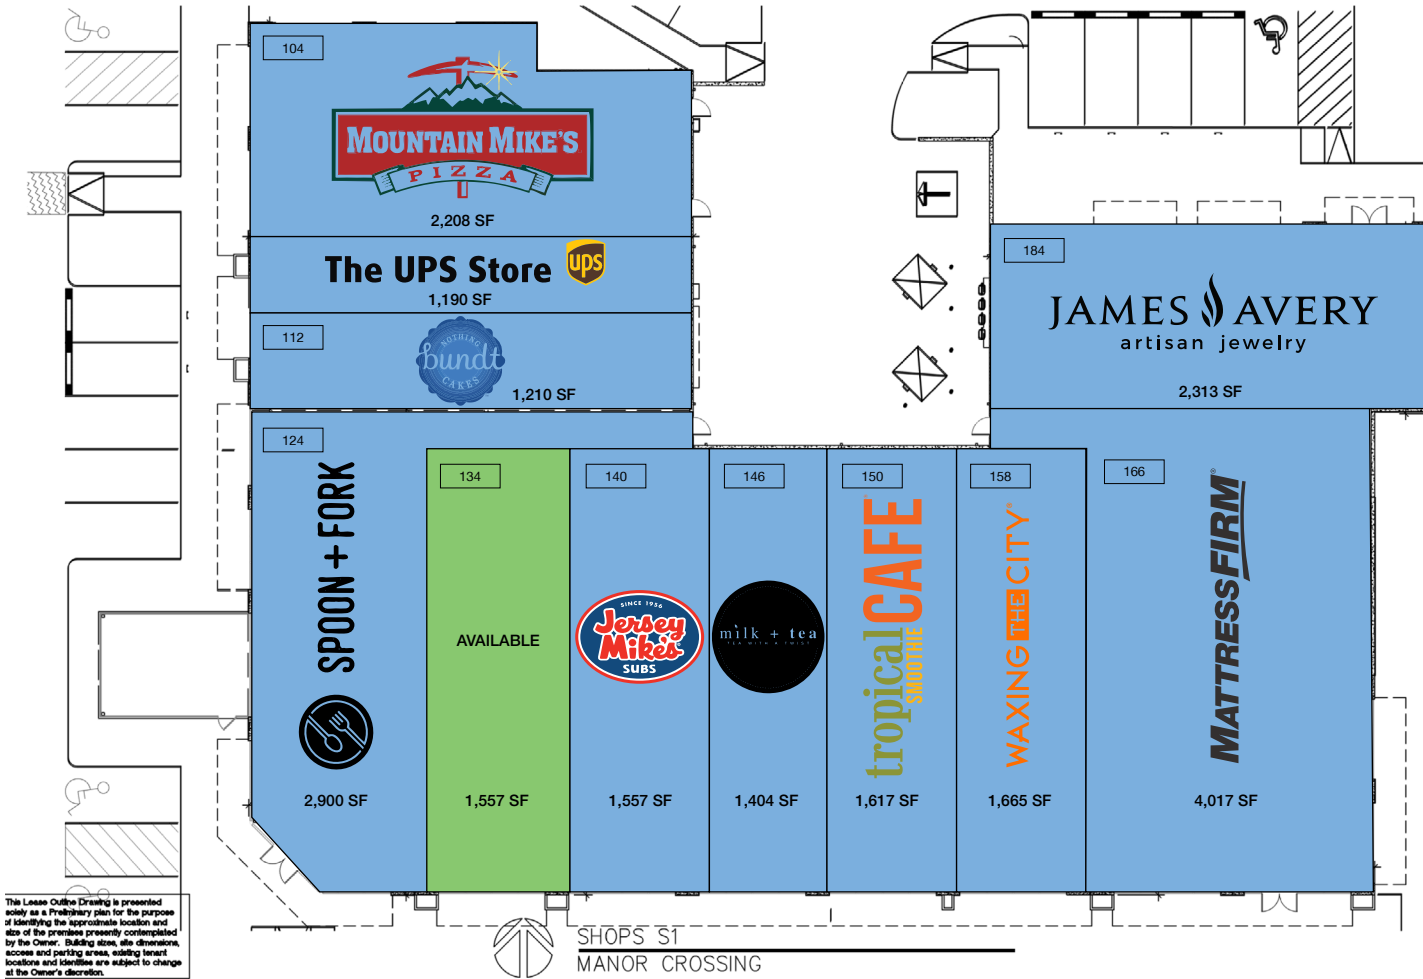 104
MOUNTAIN MIKE'S
PIZZA
2,208 SF
The UPS Store
ups
1,190 SF
112
NOTHING
bundt
CAKES
1,210 SF
184
JAMES AVERY
artisan jewelry
2,313 SF
124
SPOON + FORK
2,900 SF
134
AVAILABLE
1,557 SF
140
SINCE 1956
Jersey
Mike's
SUBS
1,557 SF
146
milk + tea
TEA WITH A TWIST
1,404 SF
150
tropical
SMOOTHIE
CAFE
1,617 SF
158
WAXING THE CITY®
1,665 SF
166
MATTRESSFIRM®
4,017 SF
This Lease Outline Drawing is presented
solely as a Preliminary plan for the purpose
of identifying the approximate location and
size of the premises presently contemplated
by the Owner. Building sizes, site dimensions,
access and parking areas, existing tenant
locations and identities are subject to change
at the Owner's discretion.
SHOPS S1
MANOR CROSSING